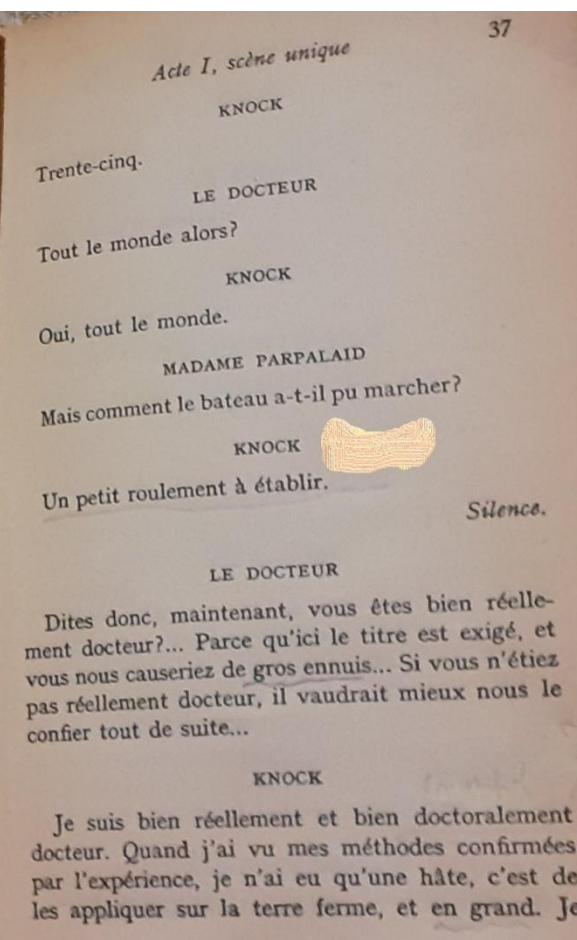 37
Acte I, scène unique
KNOCK
Trente-cinq.
LE DOCTEUR
Tout le monde alors?
KNOCK
Oui, tout le monde.
MADAME PARPALAID
Mais comment le bateau a-t-il pu marcher?
KNOCK
Un petit roulement à établir.
Silence.
LE DOCTEUR
Dites donc, maintenant, vous êtes bien réelle-
ment docteur?... Parce qu'ici le titre est exigé, et
vous nous causeriez de gros ennuis... Si vous n'étiez
pas réellement docteur, il vaudrait mieux nous le
confier tout de suite...
KNOCK
Je suis bien réellement et bien doctoralement
docteur. Quand j'ai vu mes méthodes confirmées
par l'expérience, je n'ai eu qu'une hâte, c'est de
les appliquer sur la terre ferme, et en grand. Je